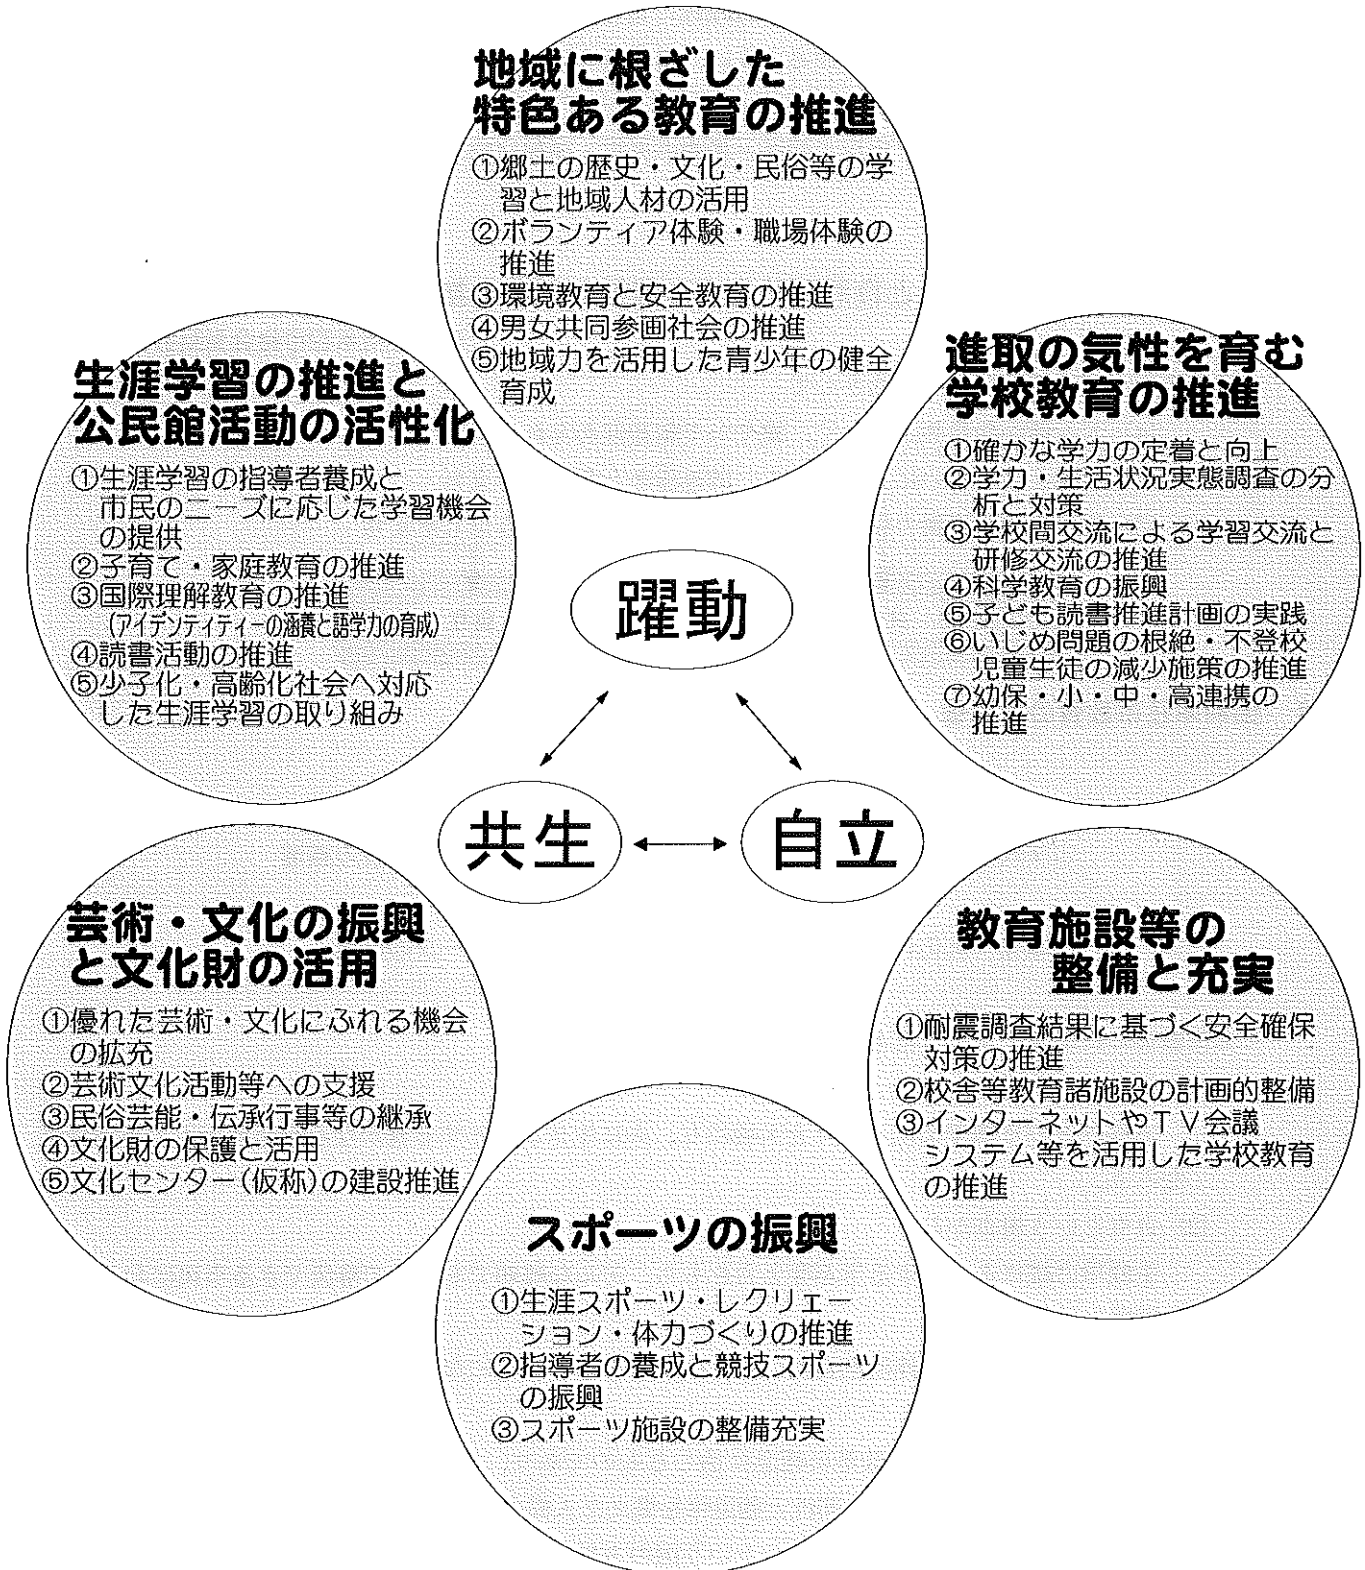 地域に根ざした
特色ある教育の推進
①郷土の歴史・文化・民俗等の学
習と地域人材の活用
②ボランティア体験・職場体験の
推進
③環境教育と安全教育の推進
④男女共同参画社会の推進
⑤地域力を活用した青少年の健全
育成
生涯学習の推進と
公民館活動の活性化
①生涯学習の指導者養成と
市民のニーズに応じた学習機会
の提供
②子育て・家庭教育の推進
③国際理解教育の推進
(アイデンティティーの涵養と語学力の育成)
④読書活動の推進
⑤少子化・高齢化社会へ対応
した生涯学習の取り組み
進取の気性を育む
学校教育の推進
①確かな学力の定着と向上
②学力・生活状況実態調査の分
析と対策
③学校間交流による学習交流と
研修交流の推進
④科学教育の振興
⑤子ども読書推進計画の実践
⑥いじめ問題の根絶・不登校
児童生徒の減少施策の推進
⑦幼保・小・中・高連携の
推進
躍動
共生
自立
芸術・文化の振興
と文化財の活用
①優れた芸術・文化にふれる機会
の拡充
②芸術文化活動等への支援
③民俗芸能・伝承行事等の継承
④文化財の保護と活用
⑤文化センター(仮称)の建設推進
教育施設等の
整備と充実
①耐震調査結果に基づく安全確保
対策の推進
②校舎等教育諸施設の計画的整備
③インターネットやTV会議
システム等を活用した学校教育
の推進
スポーツの振興
①生涯スポーツ・レクリェー
ション・体力づくりの推進
②指導者の養成と競技スポーツ
の振興
③スポーツ施設の整備充実